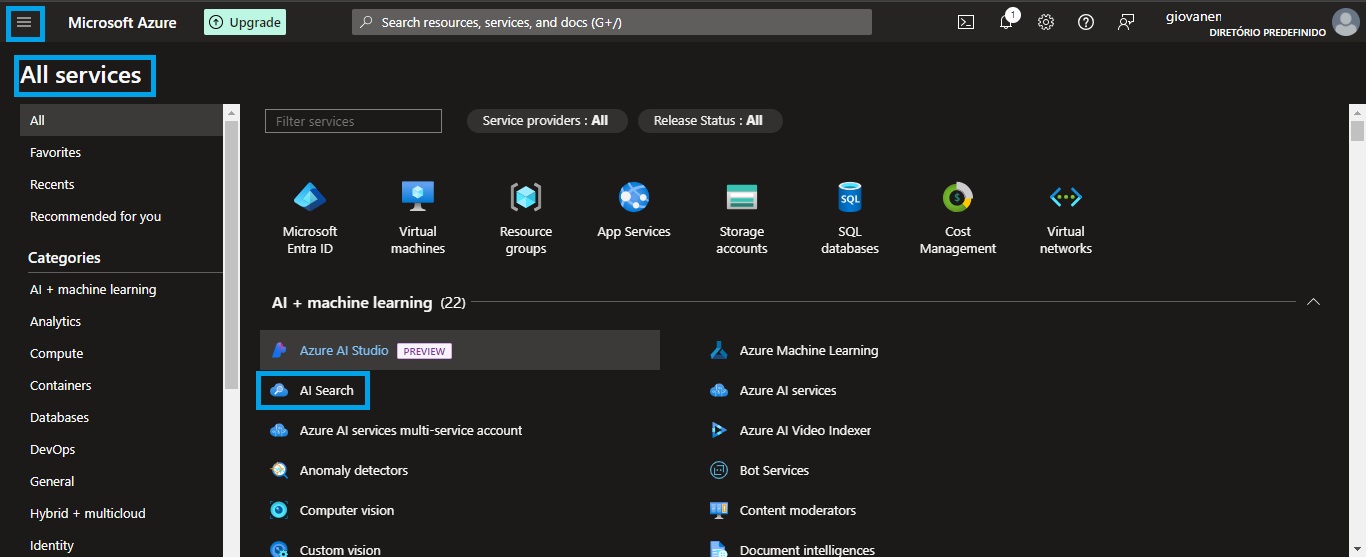 Microsoft Azure
Upgrade
Search resources, services, and docs (G+/)
1
giovanen
DIRETÓRIO PREDEFINIDO
All services
All
Favorites
Recents
Recommended for you
Categories
AI + machine learning
Analytics
Compute
Containers
Databases
DevOps
General
Hybrid + multicloud
Identity
Filter services
Service providers : All
Release Status : All
Microsoft
Entra ID
Virtual
machines
Resource
groups
App Services
Storage
accounts
SQL
SQL
databases
$
Cost
Management
Virtual
networks
AI + machine learning (22)
Azure AI Studio PREVIEW
Azure Machine Learning
AI Search
Azure AI services
Azure AI services multi-service account
Azure AI Video Indexer
Anomaly detectors
Bot Services
Computer vision
Content moderators
Custom vision
Document intelligences